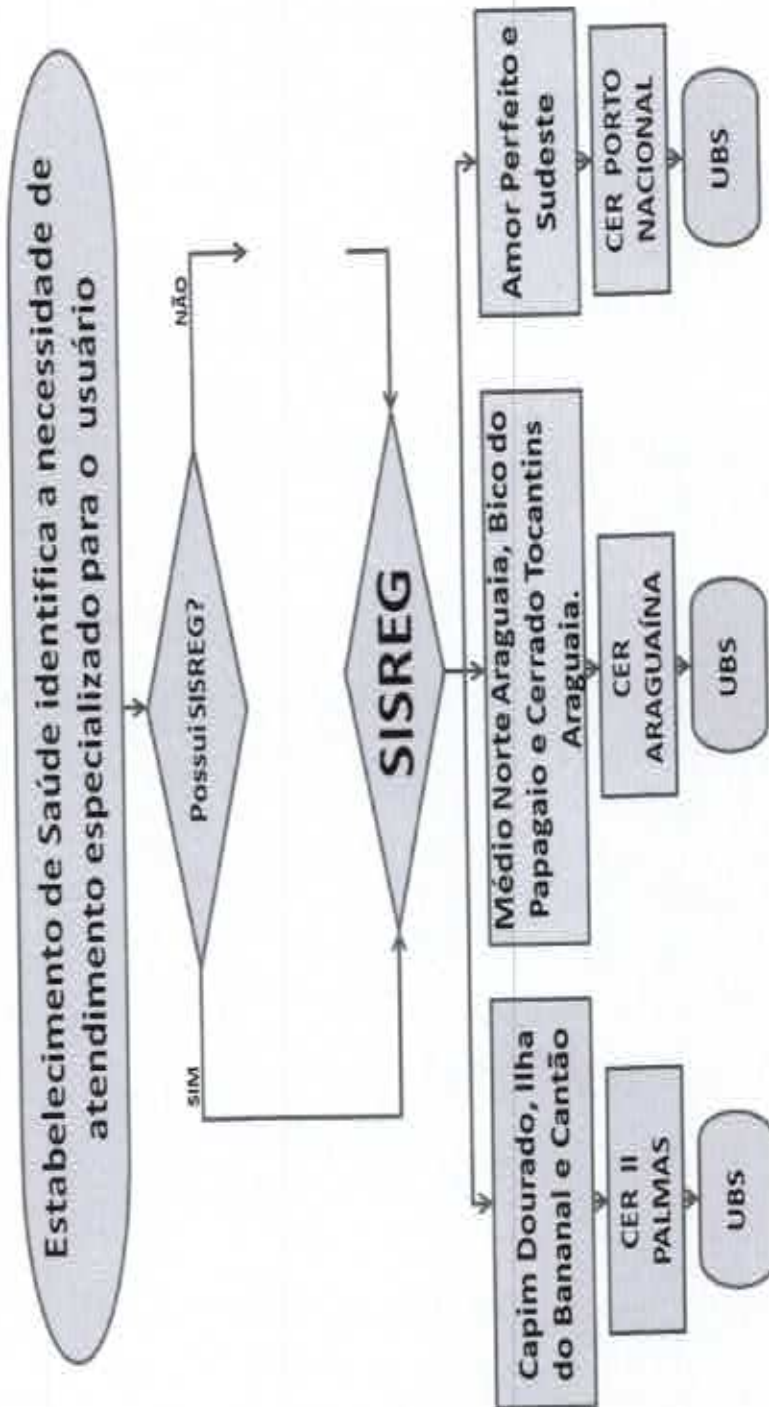 Estabelecimento de Saúde identifica a necessidade de
atendimento especializado para o usuário
Possui SISREG?
SIM
NÃO
SISREG
Capim Dourado, Ilha
do Bananal e Cantão
Médio Norte Araguaia, Bico do
Papagaio e Cerrado Tocantins
Araguaia.
Amor Perfeito e
Sudeste
CER II
PALMAS
CER
ARAGUAÍNA
CER PORTO
NACIONAL
UBS
UBS
UBS